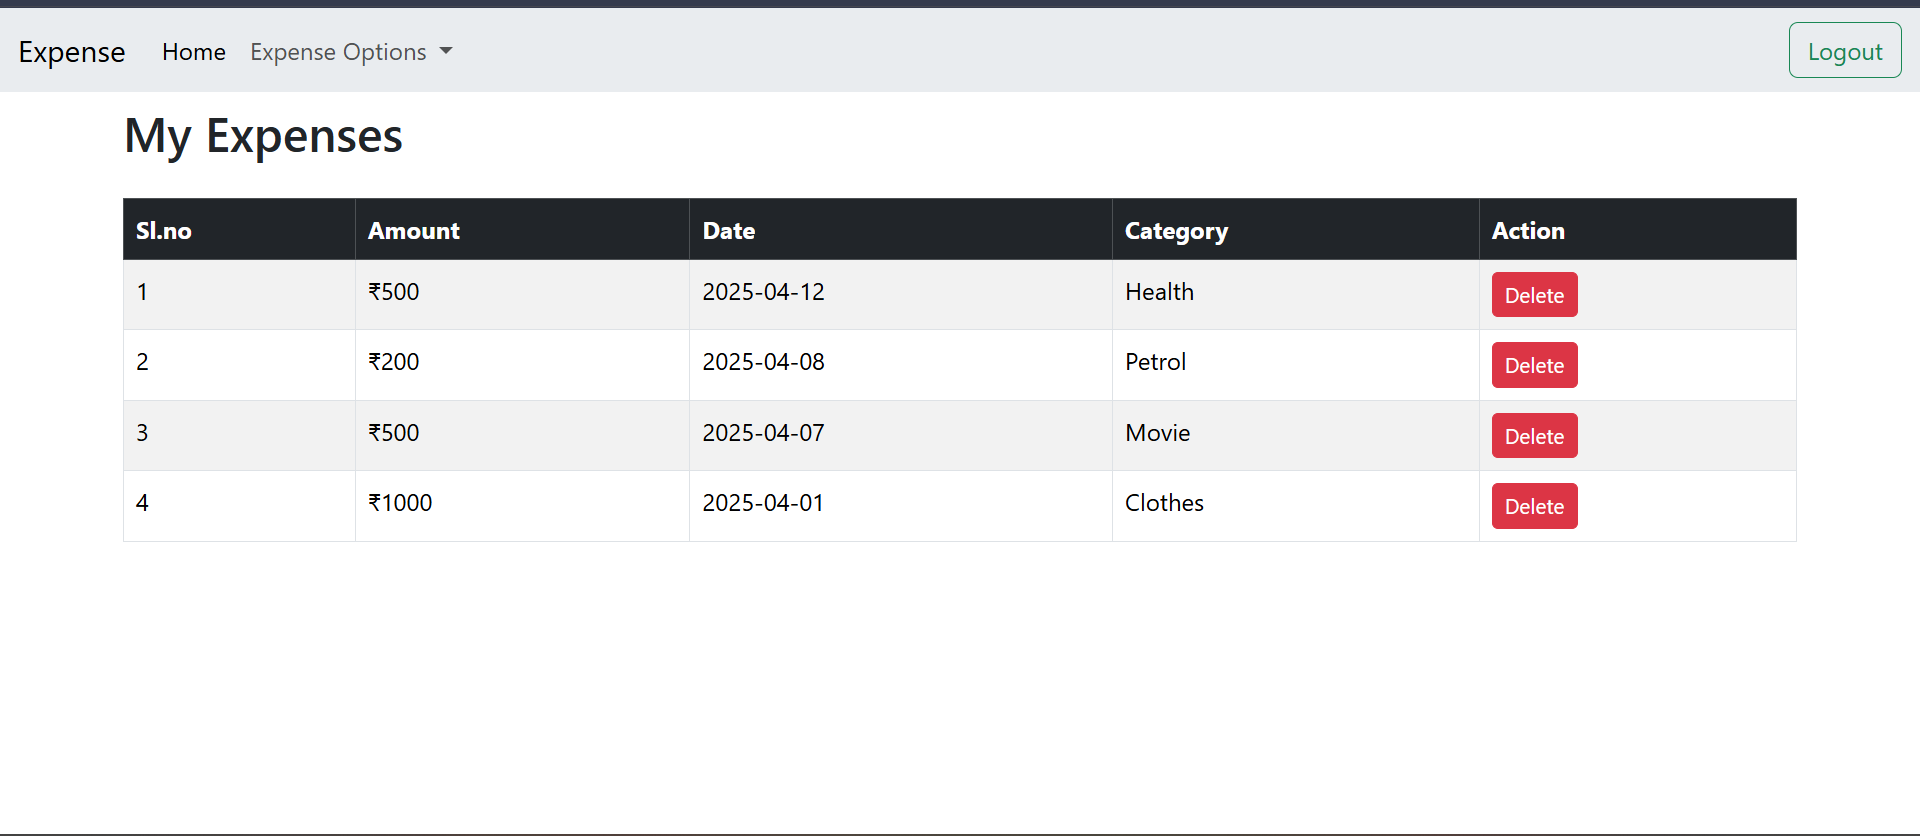 Expense Home Expense Options Logout
My Expenses
Sl.no Amount Date Category Action
1 ₹500 2025-04-12 Health Delete
2 ₹200 2025-04-08 Petrol Delete
3 ₹500 2025-04-07 Movie Delete
4 ₹1000 2025-04-01 Clothes Delete